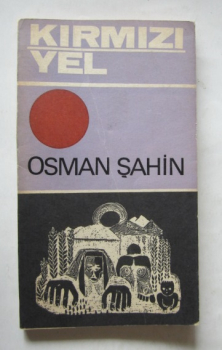 KIRMIZI
YEL
OSMAN ŞAHİN